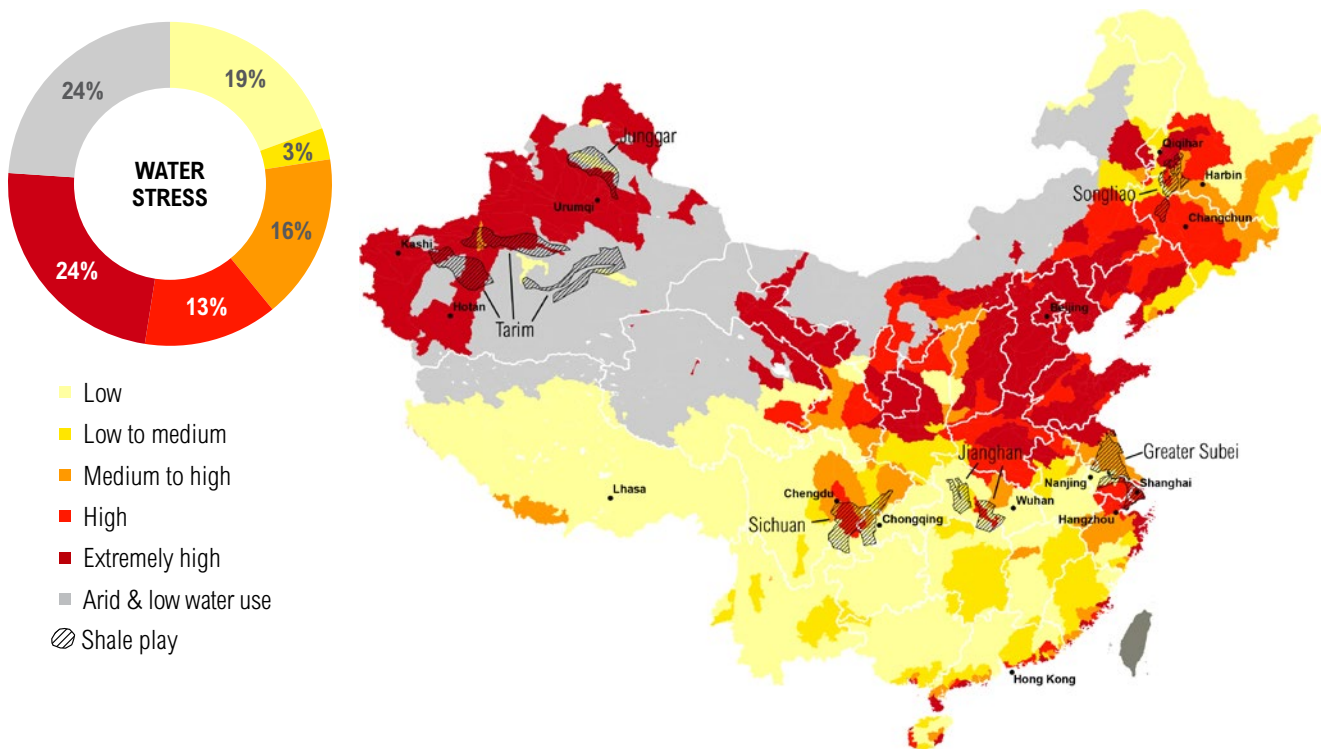 24%
19%
3%
WATER
STRESS
16%
24%
13%
Low
Low to medium
Medium to high
High
Extremely high
Arid & low water use
Shale play
Junggar
Urumqi
Kashi
Hotan
Tarim
Qiqihar
Harbin
Songliao
Changchun
Beijing
Lhasa
Chengdu
Sichuan
Chongqing
Jianghan
Wuhan
Greater Subei
Nanjing
Shanghai
Hangzhou
Hong Kong